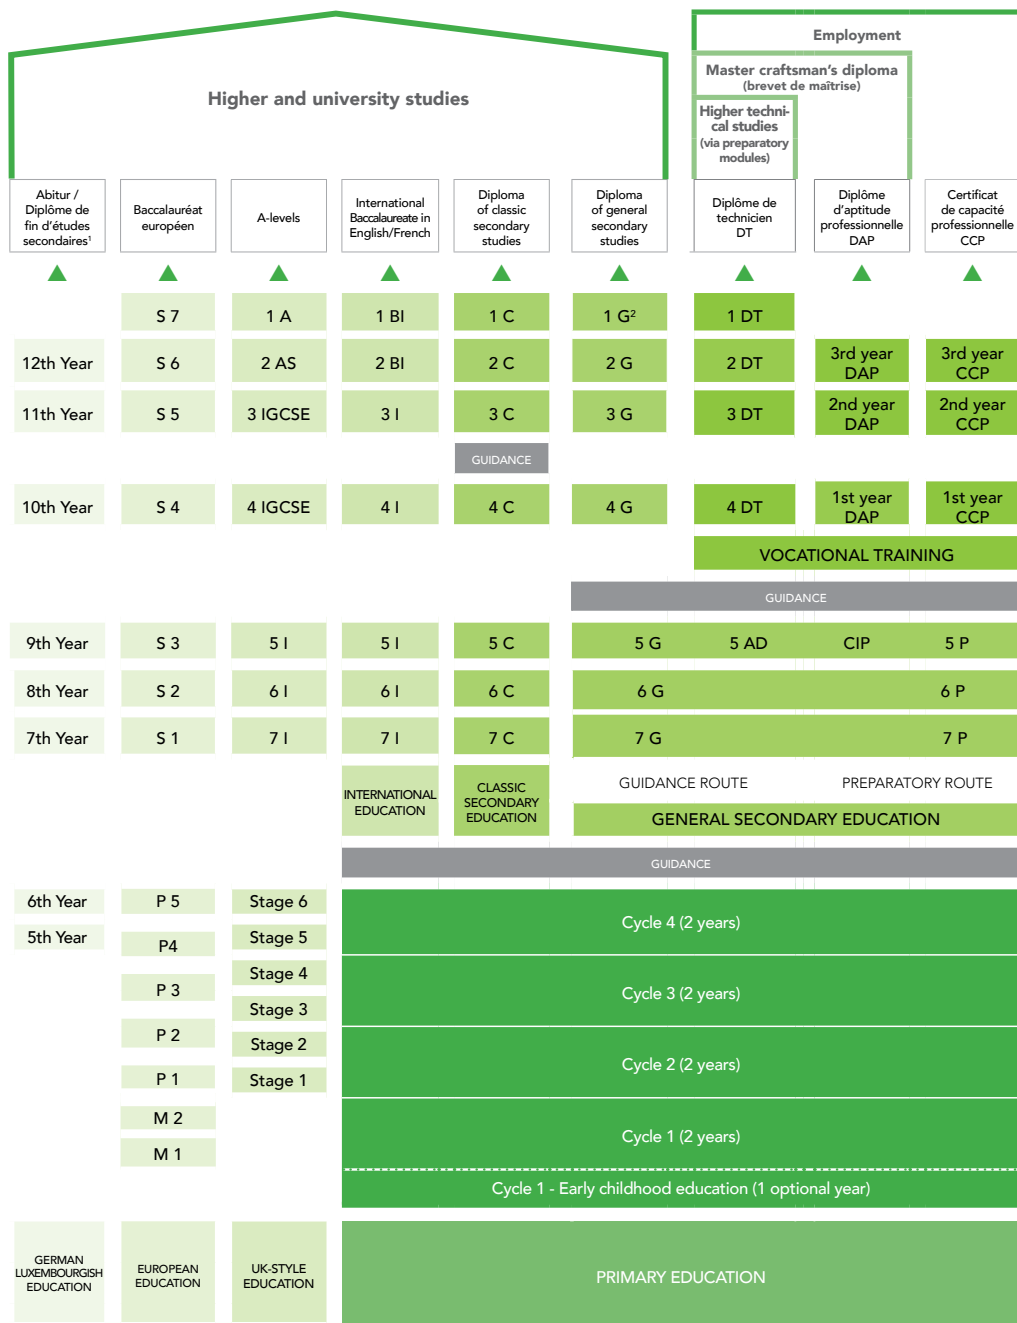 Employment
Master craftsman's diploma
(brevet de maîtrise)
Higher and university studies
Higher techni-
cal studies
(via preparatory
modules)
Abitur /
Diplôme de
fin d'études
secondaires¹
Baccalauréat
européen
A-levels
International
Baccalaureate in
English/French
Diploma
of classic
secondary
studies
Diploma
of general
secondary
studies
Diplôme de
technicien
DT
Diplôme
d'aptitude
professionnelle
DAP
Certificat
de capacité
professionnelle
CCP
S 7 1 A 1 BI 1 C 1 G² 1 DT
12th Year S 6 2 AS 2 BI 2 C 2 G 2 DT 3rd year DAP 3rd year CCP
11th Year S 5 3 IGCSE 3 I 3 C 3 G 3 DT 2nd year DAP 2nd year CCP
GUIDANCE
10th Year S 4 4 IGCSE 4 I 4 C 4 G 4 DT 1st year DAP 1st year CCP
VOCATIONAL TRAINING
GUIDANCE
9th Year S 3 5 I 5 I 5 C 5 G 5 AD CIP 5 P
8th Year S 2 6 I 6 I 6 C 6 G 6 P
7th Year S 1 7 I 7 I 7 C 7 G 7 P
INTERNATIONAL
EDUCATION
CLASSIC
SECONDARY
EDUCATION
GUIDANCE ROUTE PREPARATORY ROUTE
GENERAL SECONDARY EDUCATION
GUIDANCE
6th Year
5th Year
P 5
P4
P 3
P 2
P 1
M 2
M 1
Stage 6
Stage 5
Stage 4
Stage 3
Stage 2
Stage 1
Cycle 4 (2 years)
Cycle 3 (2 years)
Cycle 2 (2 years)
Cycle 1 (2 years)
Cycle 1 - Early childhood education (1 optional year)
GERMAN
LUXEMBOURGISH
EDUCATION
EUROPEAN
EDUCATION
UK-STYLE
EDUCATION
PRIMARY EDUCATION